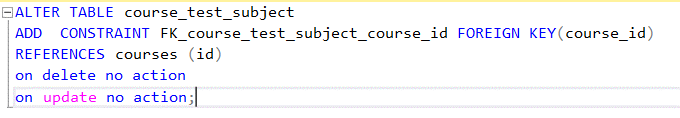 ALTER TABLE course_test_subject
ADD  CONSTRAINT FK_course_test_subject_course_id FOREIGN KEY(course_id)
REFERENCES courses (id)
on delete no action
on update no action;